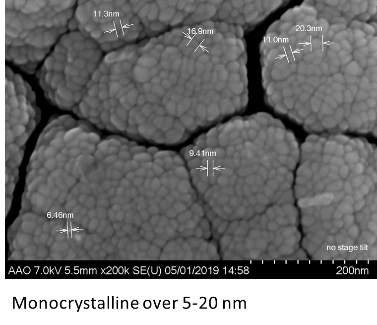 11.3nm
16.9nm
20.3nm
11.0nm
9.41nm
6.46nm
no stage tilt
AAO 7.0kV 5.5mm x200k SE(U) 05/01/2019 14:58 200nm
Monocrystalline over 5-20 nm